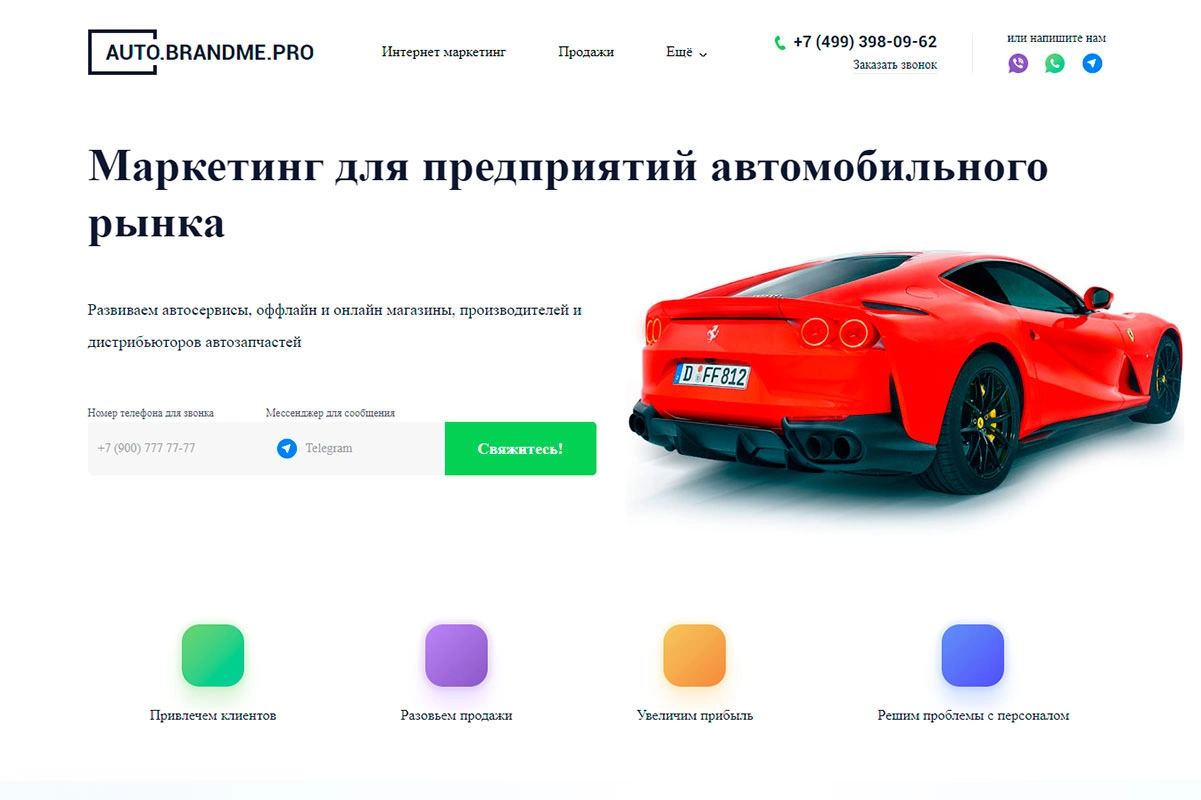 AUTO.BRANDME.PRO
Интернет маркетинг
Продажи
Ещё
+7 (499) 398-09-62
Заказать звонок
или напишите нам
Маркетинг для предприятий автомобильного
рынка
Развиваем автосервисы, оффлайн и онлайн магазины, производителей и
дистрибьюторов автозапчастей
D FF 812
Номер телефона для звонка
Мессенджер для сообщения
+7 (900) 777 77-77
Telegram
Свяжитесь!
Привлечем клиентов
Разовьем продажи
Увеличим прибыль
Решим проблемы с персоналом